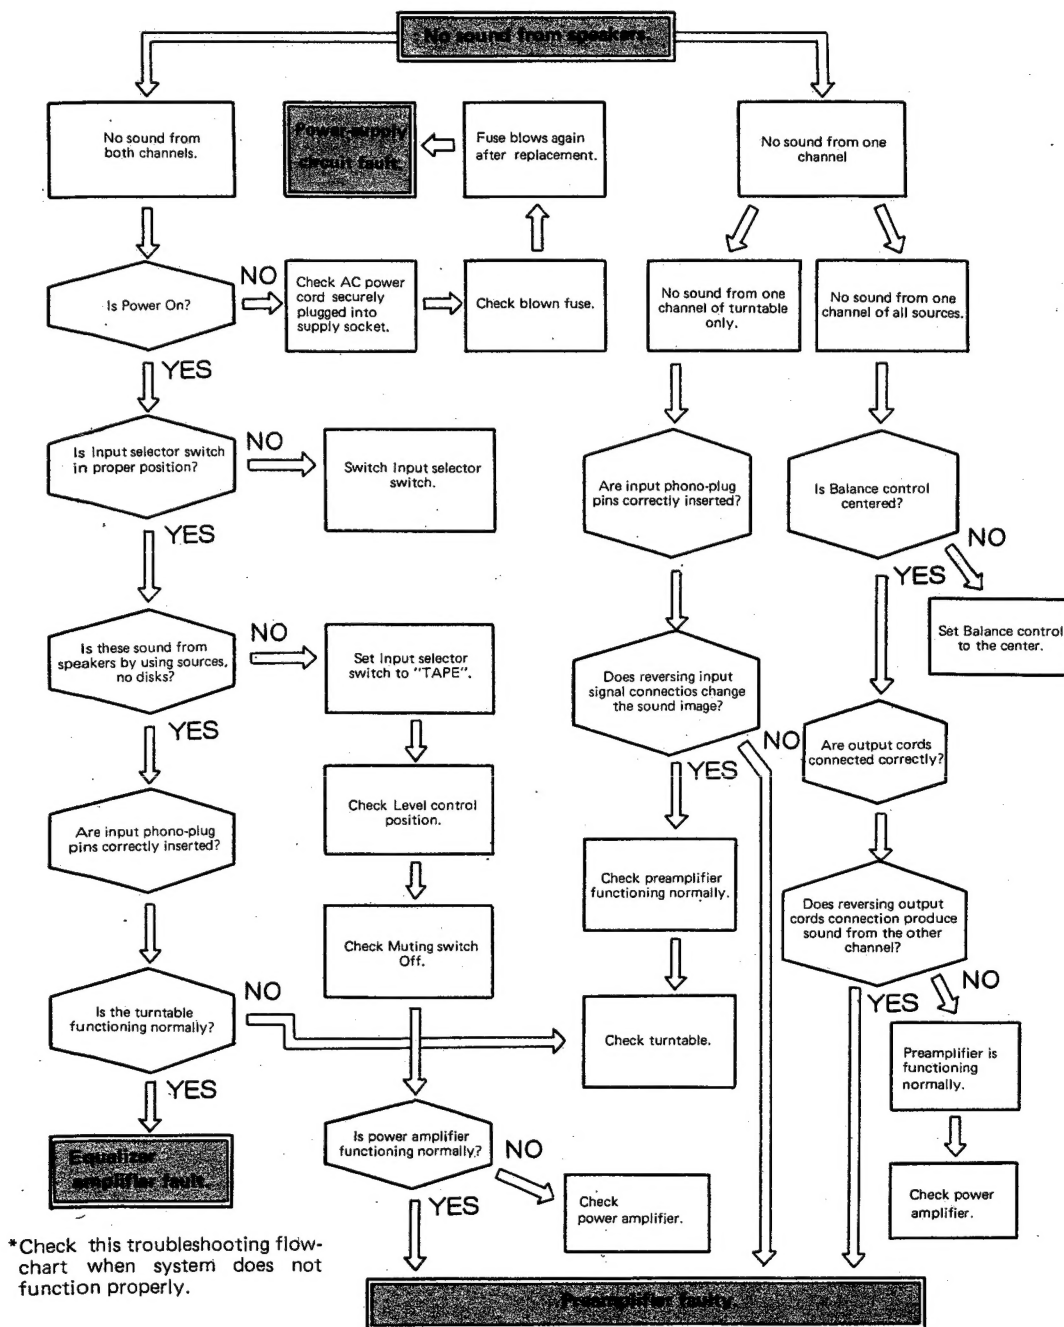 No sound from speakers.
No sound from
both channels.
Power-supply
circuit fault.
Fuse blows again
after replacement.
No sound from one
channel
Is Power On?
NO
Check AC power
cord securely
plugged into
supply socket.
Check blown fuse.
No sound from one
channel of turntable
only.
No sound from one
channel of all sources.
YES
Is Input selector switch
in proper position?
NO
Switch Input selector
switch.
Are input phono-plug
pins correctly inserted?
Is Balance control
centered?
NO
YES
YES
Set Balance control
to the center.
Is these sound from
speakers by using sources,
no disks?
NO
Set Input selector
switch to "TAPE".
Does reversing input
signal connectios change
the sound image?
NO
YES
Are output cords
connected correctly?
YES
Are input phono-plug
pins correctly inserted?
Check Level control
position.
Check preamplifier
functioning normally.
Does reversing output
cords connection produce
sound from the other
channel?
NO
YES
Check Muting switch
Off.
Is the turntable
functioning normally?
NO
Check turntable.
Preamplifier is
functioning
normally.
YES
Equalizer
amplifier fault.
Is power amplifier
functioning normally?
NO
YES
Check
power amplifier.
Check power
amplifier.
*Check this troubleshooting flow-
chart when system does not
function properly.
Preamplifier faulty.